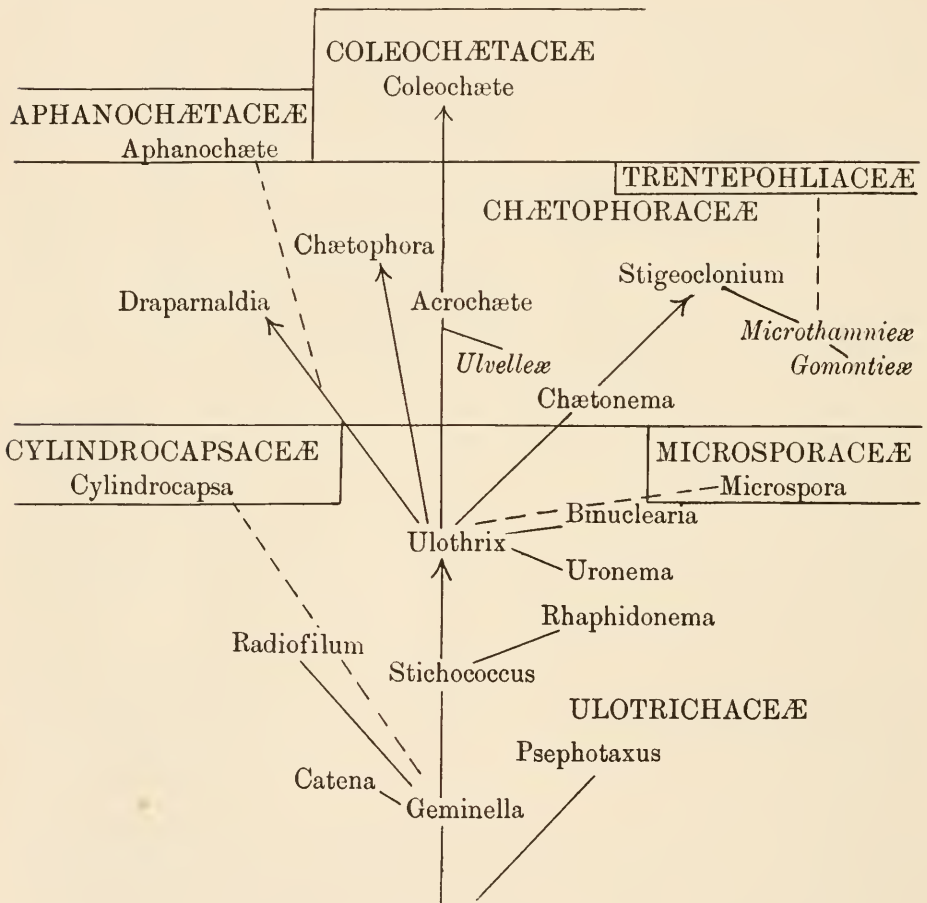 COLEOCHÆTACEÆ
Coleochæte
APHANOCHÆTACEÆ
Aphanochæte
TRENTEPOHLIACEÆ
CHÆTOPHORACEÆ
Chætophora
Stigeoclonium
Draparnaldia
Acrochæte
Microthamnieæ
Ulvelleæ
Gomontieæ
Chætonema
CYLINDROCAPSACEÆ
MICROSPORACEÆ
Cylindrocapsa
Microspora
Binuclearia
Ulothrix
Uronema
Rhaphidonema
Radiofilum
Stichococcus
ULOTRICHACEÆ
Psephotaxus
Catena
Geminella